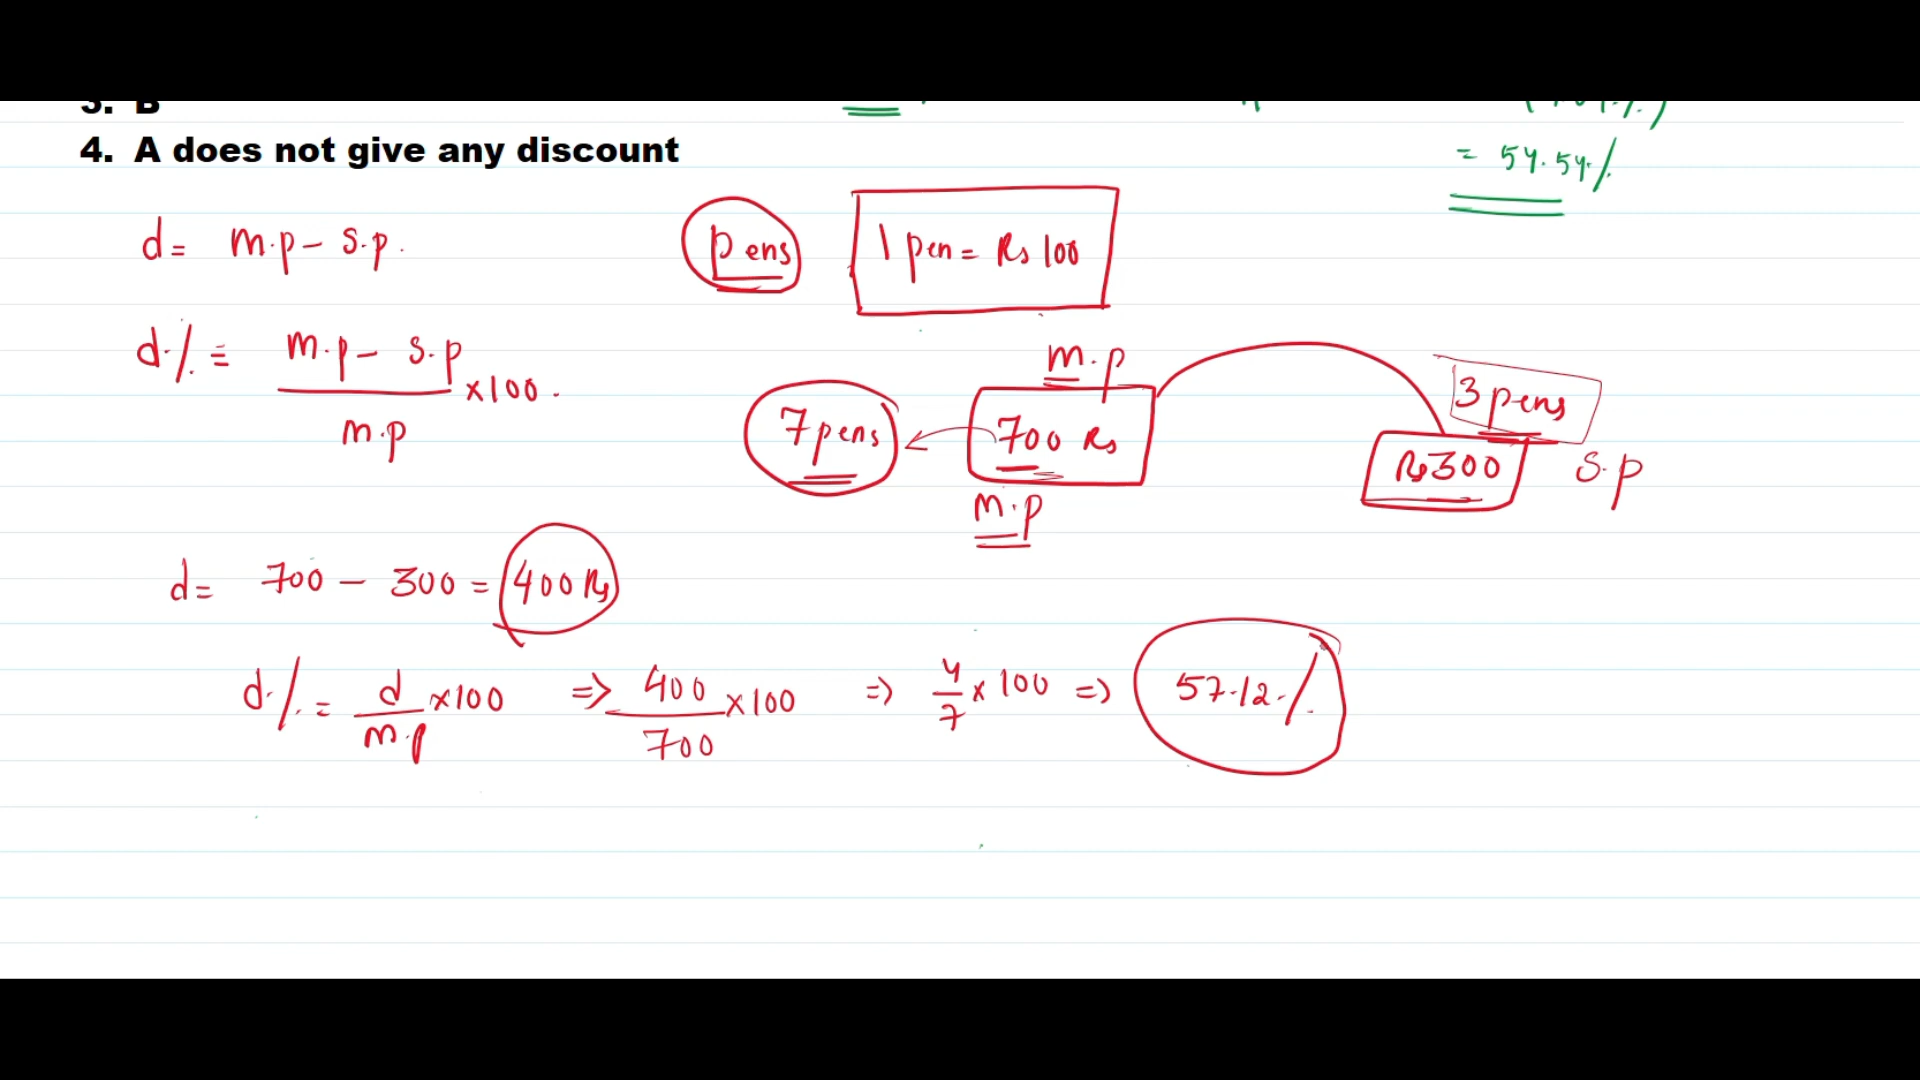 3. B
4. A does not give any discount
= 54.54%
d = m.p - s.p.
pens
1 pen = Rs 100
d% = m.p - s.p / m.p × 100.
m.p
7 pens
700 Rs
m.p
3 pens
Rs 300
s.p
d = 700 - 300 = 400 Rs
d% = d / m.p × 100 => 400 / 700 × 100 => 4 / 7 × 100 => 57.12%